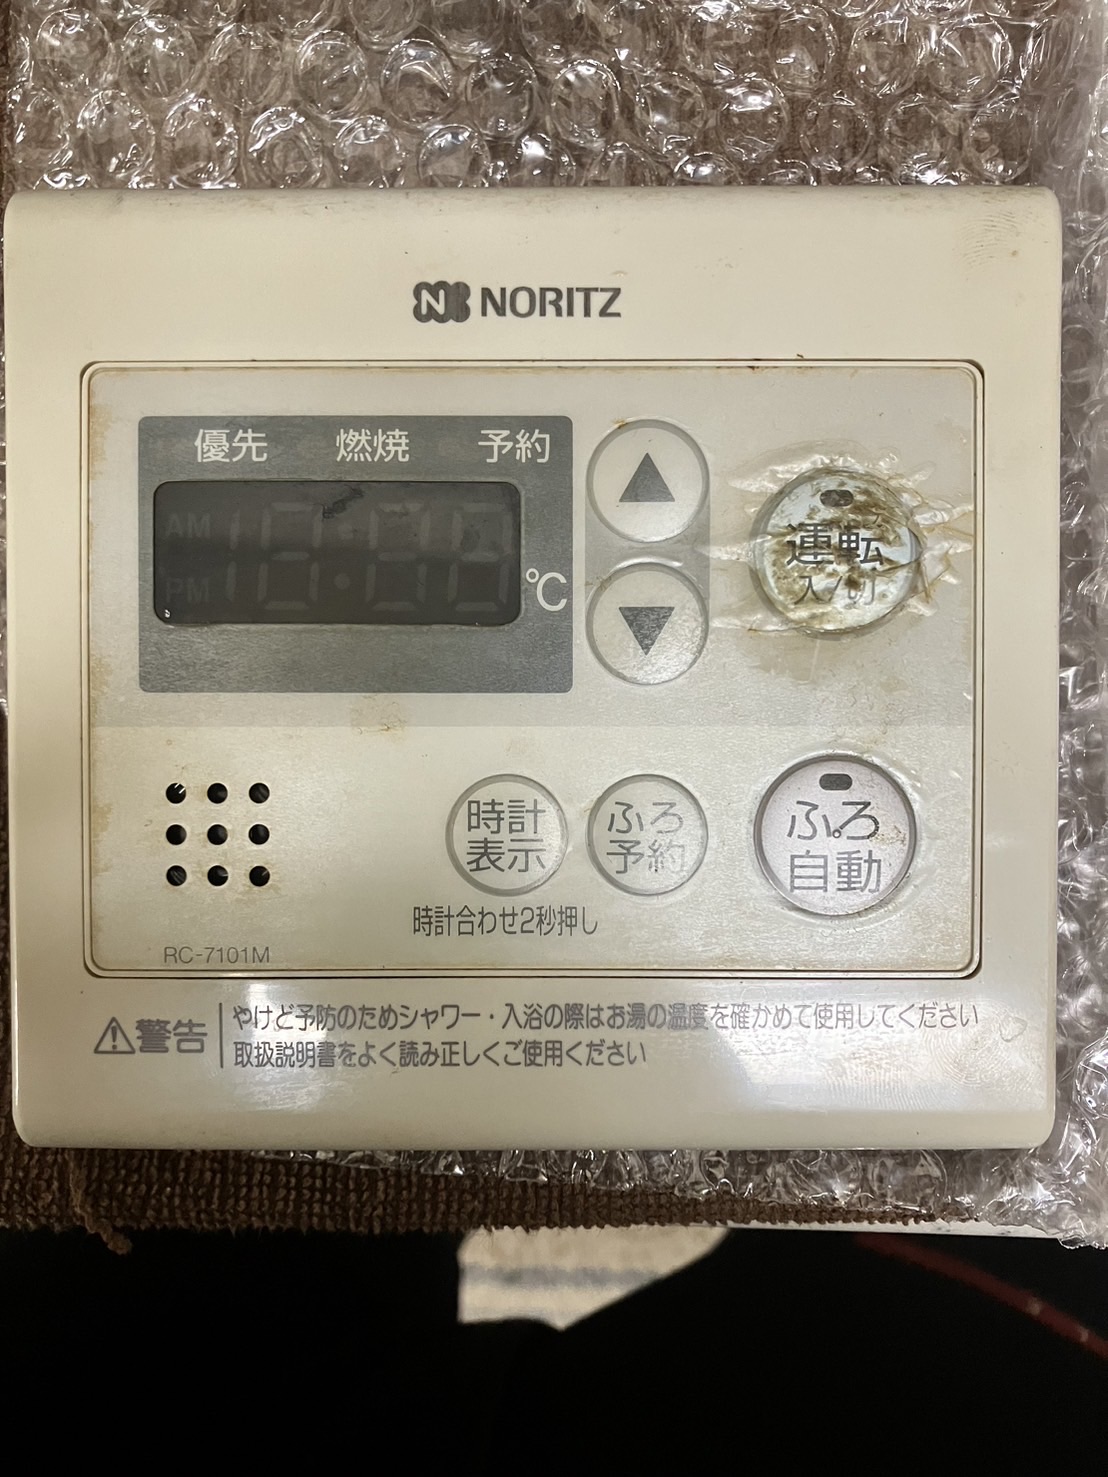 N NORITZ
優先 燃焼 予約
AM
PM
℃
▲
▼
運転
入/切
時計
表示
ふろ
予約
ふろ
自動
時計合わせ2秒押し
RC-7101M
⚠警告
やけど予防のためシャワー・入浴の際はお湯の温度を確かめて使用してください
取扱説明書をよく読み正しくご使用ください